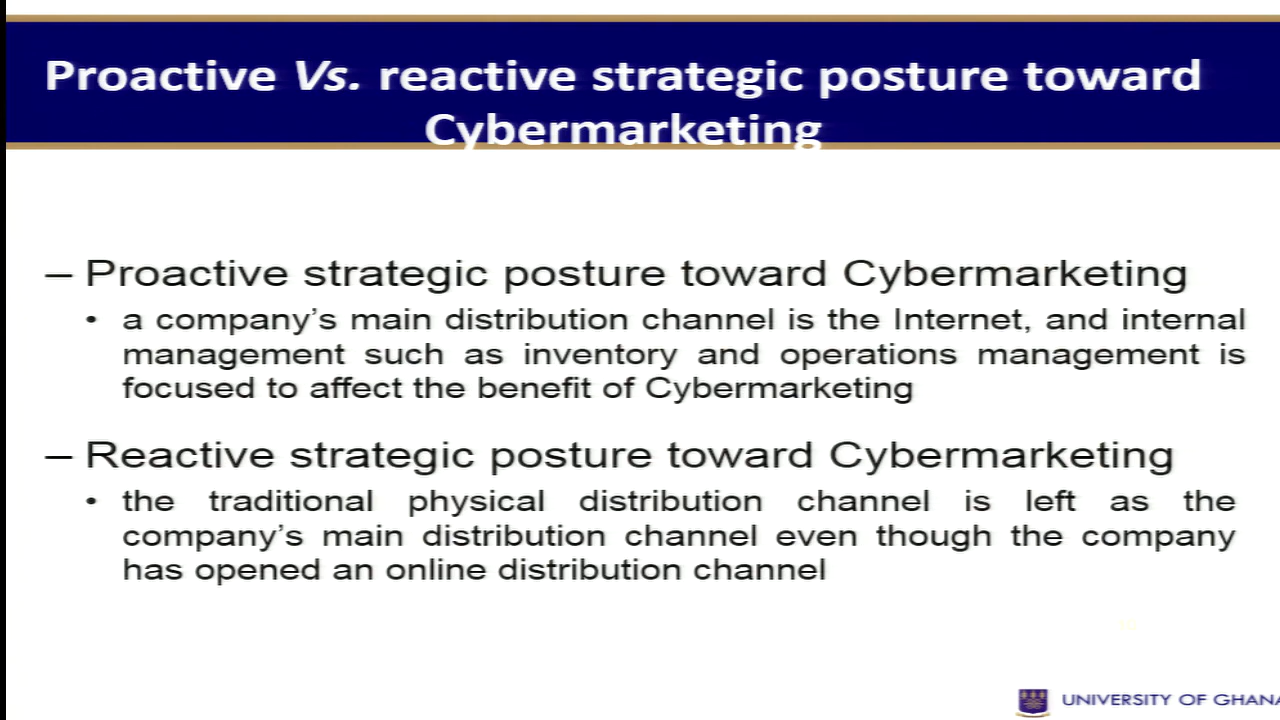 Proactive Vs. reactive strategic posture toward
Cybermarketing
– Proactive strategic posture toward Cybermarketing
• a company’s main distribution channel is the Internet, and internal
management such as inventory and operations management is
focused to affect the benefit of Cybermarketing
– Reactive strategic posture toward Cybermarketing
• the traditional physical distribution channel is left as the
company’s main distribution channel even though the company
has opened an online distribution channel
UNIVERSITY OF GHANA